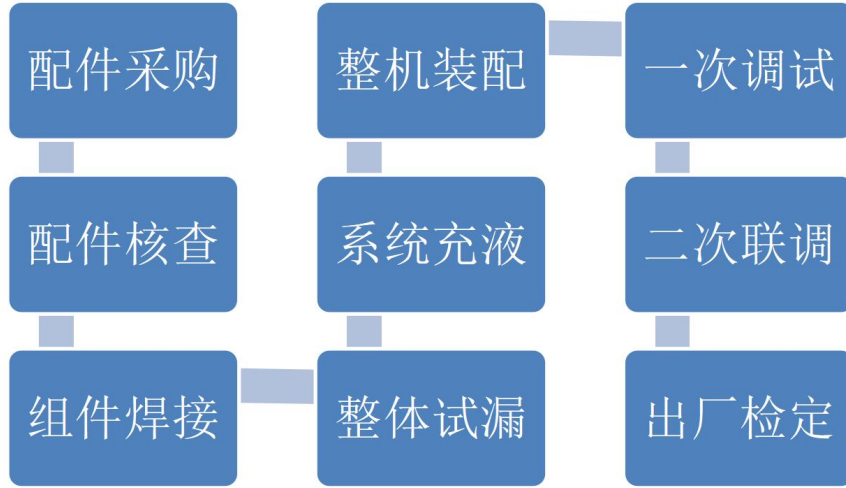 配件采购
配件核查
组件焊接
整体试漏
系统充液
整机装配
一次调试
二次联调
出厂检定